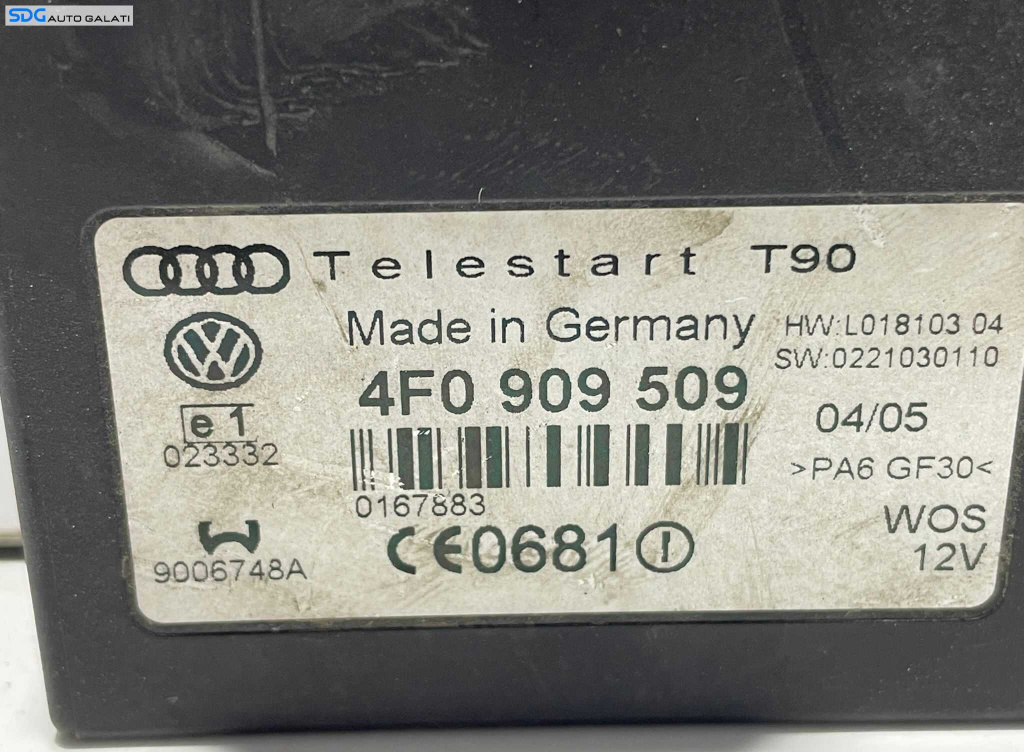 SDG AUTO GALATI
Telestart T90
Made in Germany
HW:L018103 04
SW:0221030110
4F0 909 509
04/05
e1
023332
0167883
>PA6 GF30<
9006748A
CE0681
WOS
12V